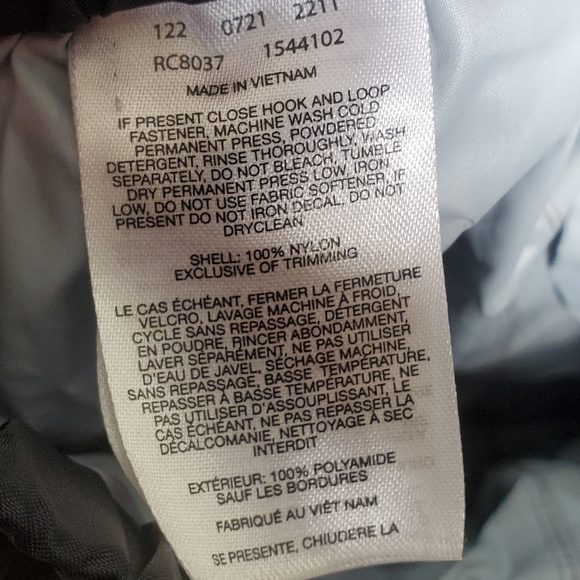 122 0721 2211
RC8037 1544102
MADE IN VIETNAM
IF PRESENT CLOSE HOOK AND LOOP
FASTENER, MACHINE WASH COLD
PERMANENT PRESS, POWDERED
DETERGENT, RINSE THOROUGHLY, WASH
SEPARATELY, DO NOT BLEACH, TUMBLE
DRY PERMANENT PRESS LOW, IRON
LOW, DO NOT USE FABRIC SOFTENER, IF
PRESENT DO NOT IRON DECAL, DO NOT
DRYCLEAN
SHELL: 100% NYLON
EXCLUSIVE OF TRIMMING
LE CAS ÉCHÉANT, FERMER LA FERMETURE
VELCRO, LAVAGE MACHINE À FROID,
CYCLE SANS REPASSAGE, DÉTERGENT
EN POUDRE, RINCER ABONDAMMENT,
LAVER SÉPARÉMENT, NE PAS UTILISER
D'EAU DE JAVEL, SÉCHAGE MACHINE,
SANS REPASSAGE, BASSE TEMPÉRATURE,
REPASSER À BASSE TEMPÉRATURE, NE
PAS UTILISER D'ASSOUPLISSANT, LE
CAS ÉCHÉANT, NE PAS REPASSER LA
DÉCALCOMANIE, NETTOYAGE À SEC
INTERDIT
EXTÉRIEUR: 100% POLYAMIDE
SAUF LES BORDURES
FABRIQUÉ AU VIÊT NAM
SE PRESENTE, CHIUDERE LA